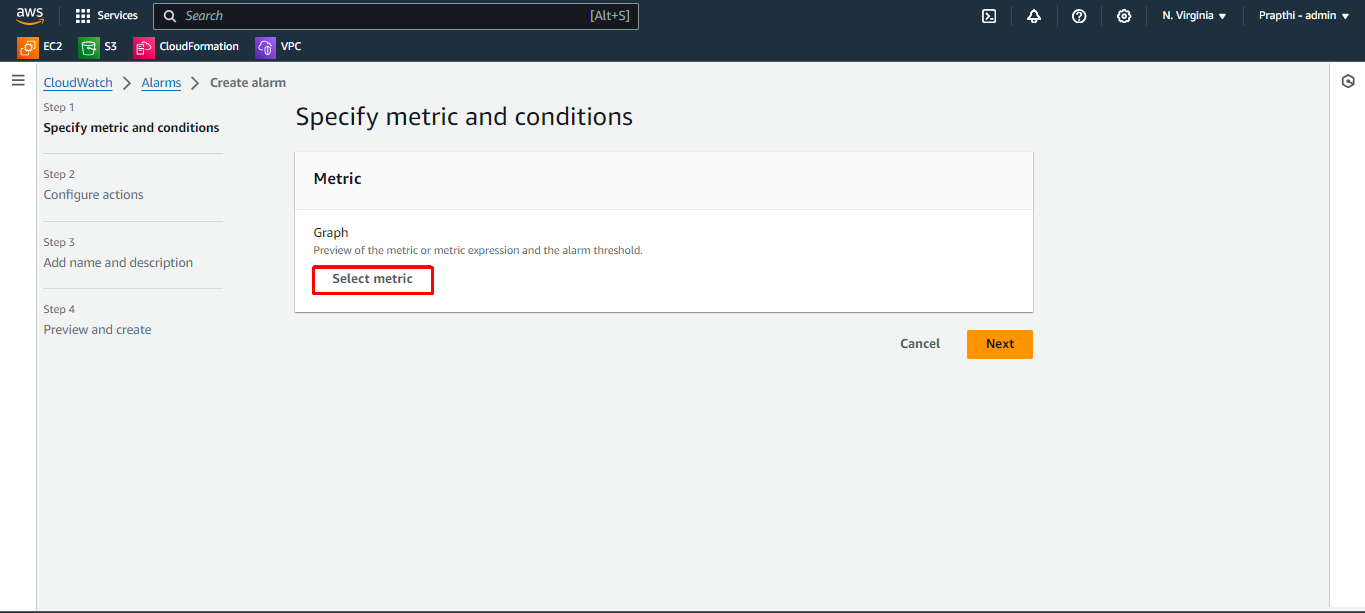 aws Services Search [Alt+S] N. Virginia Prapthi - admin
EC2 S3 CloudFormation VPC
CloudWatch Alarms Create alarm
Step 1
Specify metric and conditions
Step 2
Configure actions
Step 3
Add name and description
Step 4
Preview and create
Specify metric and conditions
Metric
Graph
Preview of the metric or metric expression and the alarm threshold.
Select metric
Cancel Next